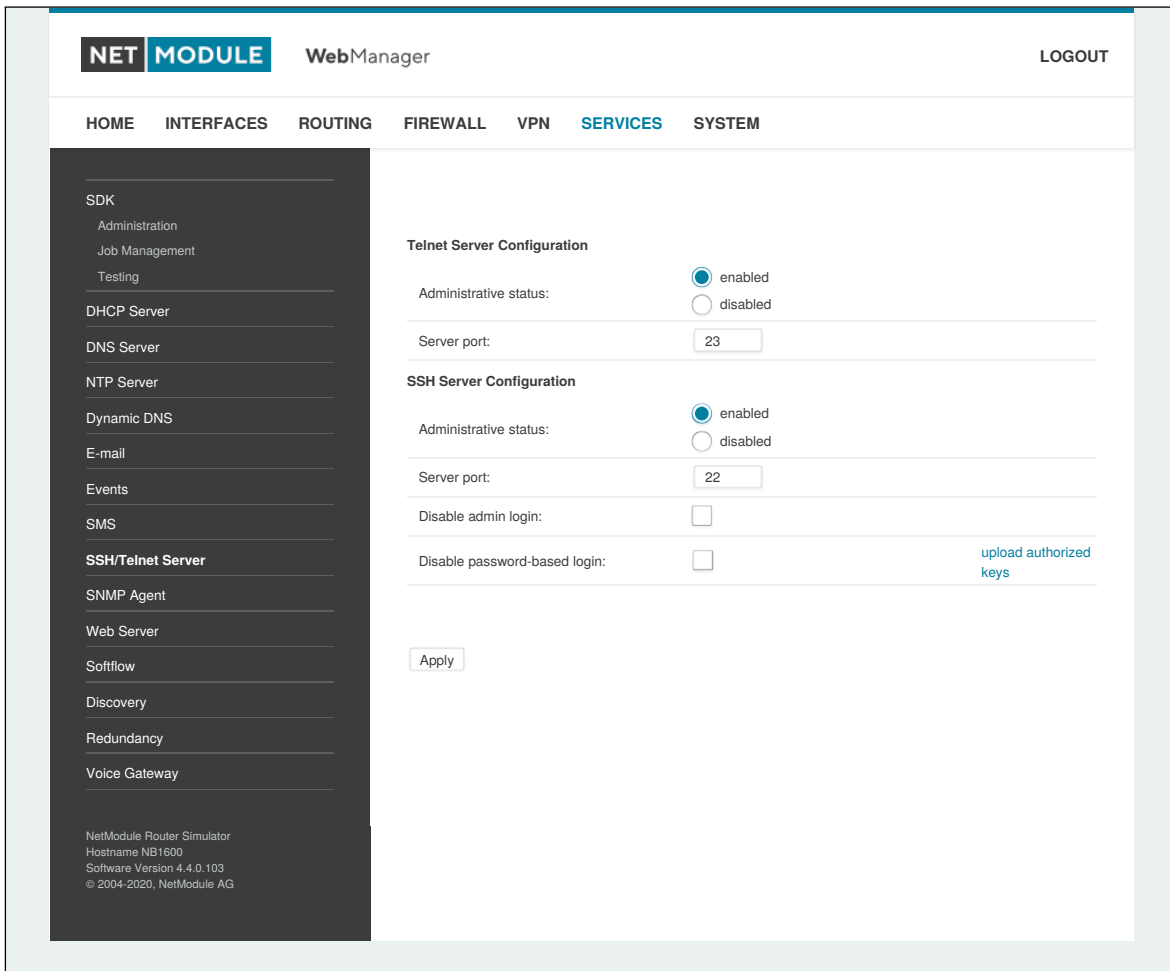 NET MODULE WebManager LOGOUT
HOME INTERFACES ROUTING FIREWALL VPN SERVICES SYSTEM
SDK
Administration
Job Management
Testing
DHCP Server
DNS Server
NTP Server
Dynamic DNS
E-mail
Events
SMS
SSH/Telnet Server
SNMP Agent
Web Server
Softflow
Discovery
Redundancy
Voice Gateway
NetModule Router Simulator
Hostname NB1600
Software Version 4.4.0.103
© 2004-2020, NetModule AG
Telnet Server Configuration
Administrative status:
enabled
disabled
Server port: 23
SSH Server Configuration
Administrative status:
enabled
disabled
Server port: 22
Disable admin login:
Disable password-based login:
upload authorized
keys
Apply